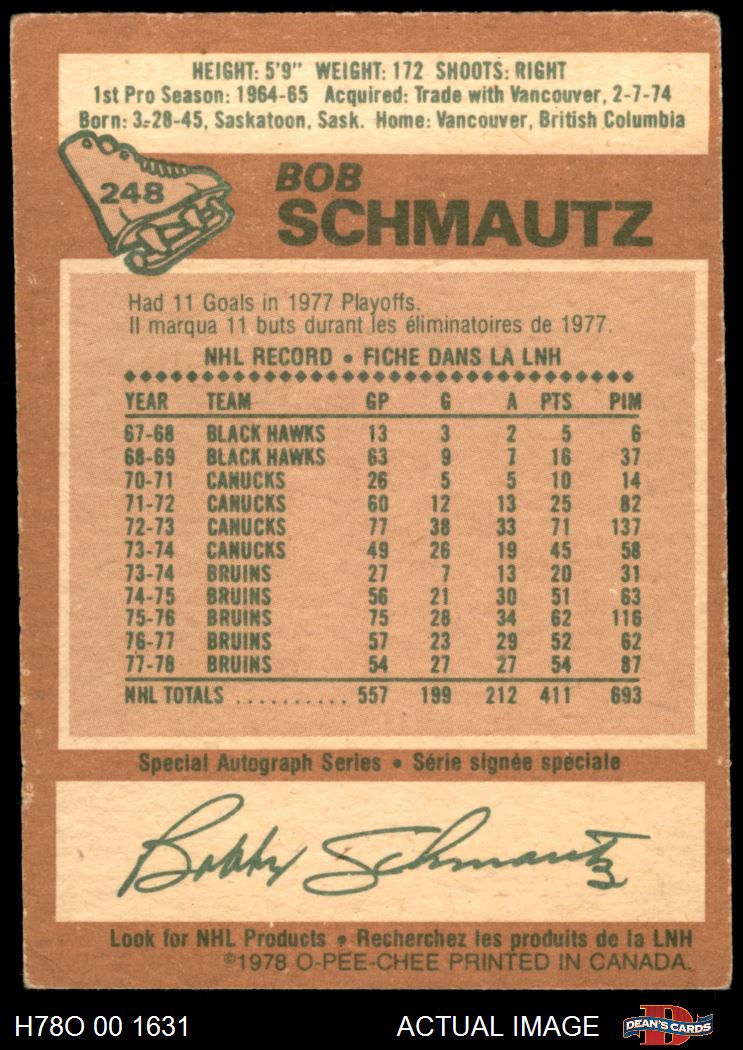 HEIGHT: 5'9" WEIGHT: 172 SHOOTS: RIGHT
1st Pro Season: 1964-65 Acquired: Trade with Vancouver, 2-7-74
Born: 3-28-45, Saskatoon, Sask. Home: Vancouver, British Columbia
248
BOB
SCHMAUTZ
Had 11 Goals in 1977 Playoffs.
Il marqua 11 buts durant les éliminatoires de 1977.
NHL RECORD • FICHE DANS LA LNH
YEAR TEAM GP G A PTS PIM
67-68 BLACK HAWKS 13 3 2 5 6
68-69 BLACK HAWKS 63 9 7 16 37
70-71 CANUCKS 26 5 5 10 14
71-72 CANUCKS 60 12 13 25 82
72-73 CANUCKS 77 38 33 71 137
73-74 CANUCKS 49 26 19 45 58
73-74 BRUINS 27 7 13 20 31
74-75 BRUINS 56 21 30 51 63
75-76 BRUINS 75 28 34 62 116
76-77 BRUINS 57 23 29 52 62
77-78 BRUINS 54 27 27 54 87
NHL TOTALS .......... 557 199 212 411 693
Special Autograph Series • Série signée spéciale
Bobby Schmautz
Look for NHL Products • Recherchez les produits de la LNH
©1978 O-PEE-CHEE PRINTED IN CANADA.
H78O 00 1631 ACTUAL IMAGE DEAN'S CARDS